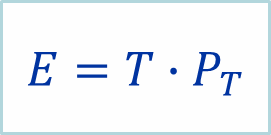 E = T · P_T